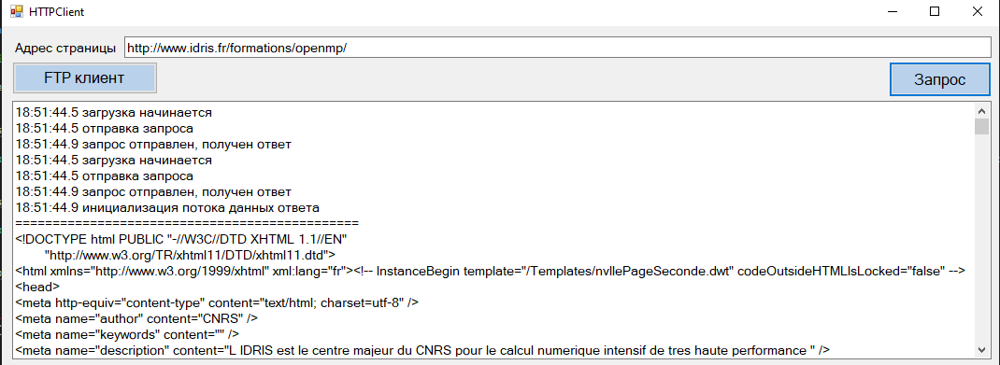 HTTPClient
Адрес страницы http://www.idris.fr/formations/openmp/
FTP клиент
Запрос
18:51:44.5 загрузка начинается
18:51:44.5 отправка запроса
18:51:44.9 запрос отправлен, получен ответ
18:51:44.5 загрузка начинается
18:51:44.5 отправка запроса
18:51:44.9 запрос отправлен, получен ответ
18:51:44.9 инициализация потока данных ответа
==============================================
<!DOCTYPE html PUBLIC "-//W3C//DTD XHTML 1.1//EN"
"http://www.w3.org/TR/xhtml11/DTD/xhtml11.dtd">
<html xmlns="http://www.w3.org/1999/xhtml" xml:lang="fr"><!-- InstanceBegin template="/Templates/nvllePageSeconde.dwt" codeOutsideHTMLIsLocked="false" -->
<head>
<meta http-equiv="content-type" content="text/html; charset=utf-8" />
<meta name="author" content="CNRS" />
<meta name="keywords" content="" />
<meta name="description" content="L IDRIS est le centre majeur du CNRS pour le calcul numerique intensif de tres haute performance " />